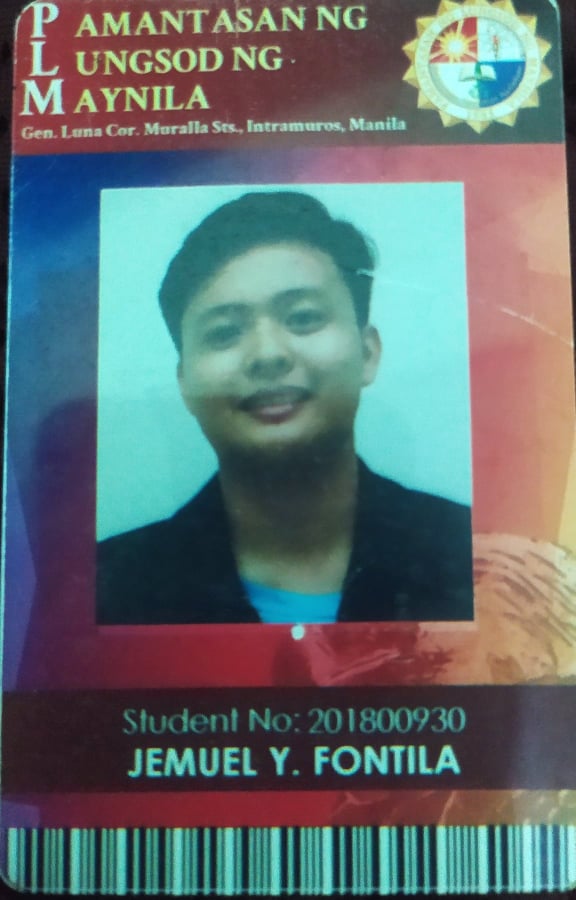 PAMANTASAN NG
LUNGSOD NG
MAYNILA
Gen. Luna Cor. Muralla Sts., Intramuros, Manila
Student No: 201800930
JEMUEL Y. FONTILA